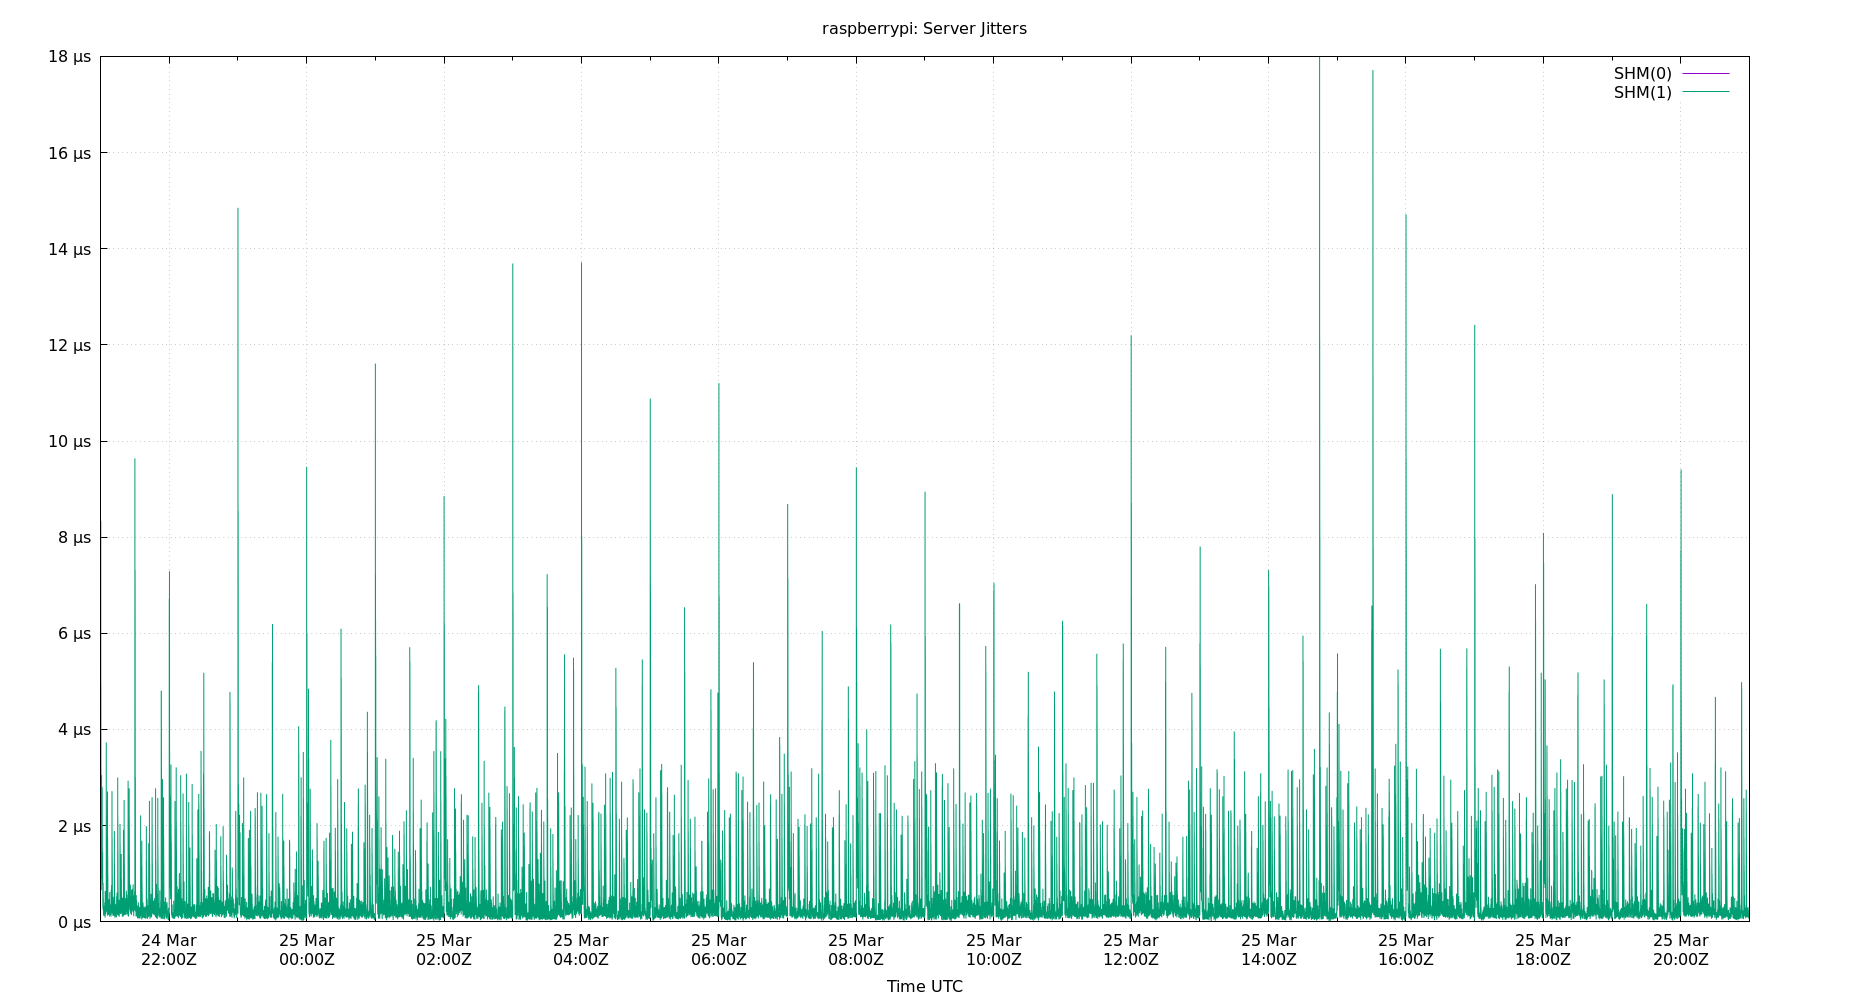 raspberrypi: Server Jitters
18 µs
16 µs
14 µs
12 µs
10 µs
8 µs
6 µs
4 µs
2 µs
0 µs
SHM(0)
SHM(1)
24 Mar 25 Mar 25 Mar 25 Mar 25 Mar 25 Mar 25 Mar 25 Mar 25 Mar 25 Mar 25 Mar 25 Mar
22:00Z 00:00Z 02:00Z 04:00Z 06:00Z 08:00Z 10:00Z 12:00Z 14:00Z 16:00Z 18:00Z 20:00Z
Time UTC